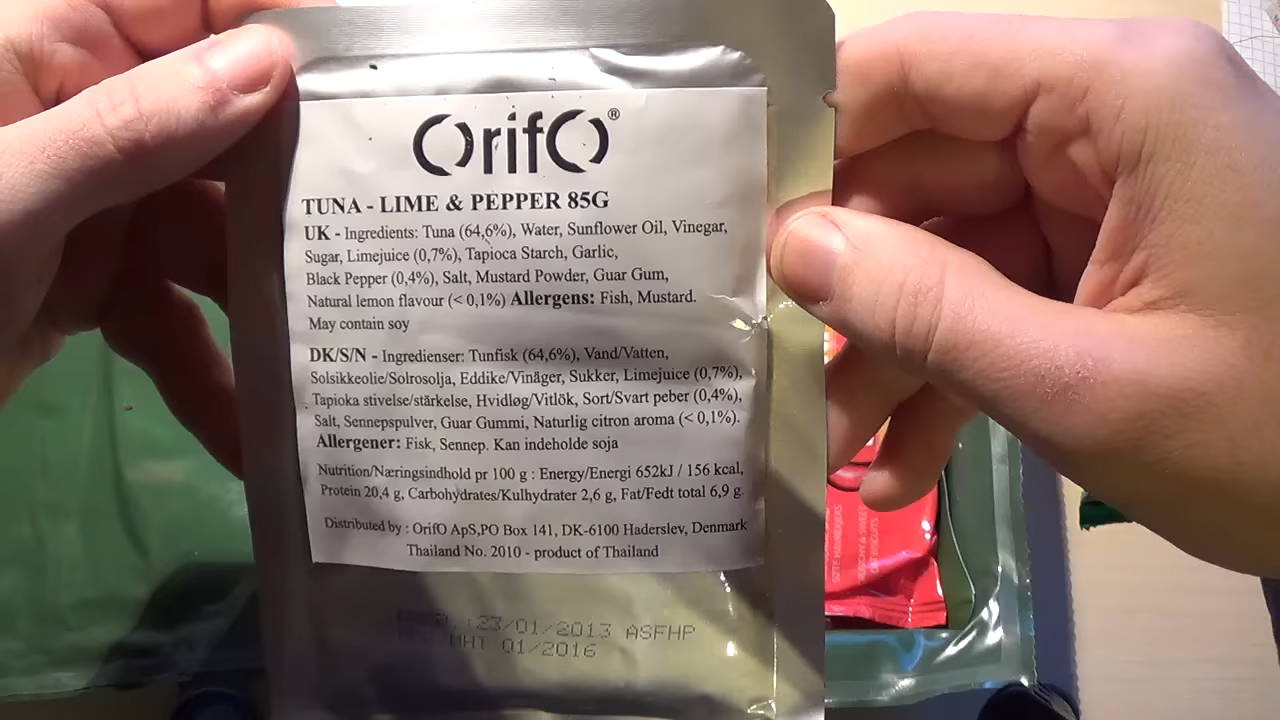 OrifO®
TUNA - LIME & PEPPER 85G
UK - Ingredients: Tuna (64,6%), Water, Sunflower Oil, Vinegar,
Sugar, Limejuice (0,7%), Tapioca Starch, Garlic,
Black Pepper (0,4%), Salt, Mustard Powder, Guar Gum,
Natural lemon flavour (< 0,1%) Allergens: Fish, Mustard.
May contain soy
DK/S/N - Ingredienser: Tunfisk (64,6%), Vand/Vatten,
Solsikkeolie/Solrosolja, Eddike/Vinäger, Sukker, Limejuice (0,7%),
Tapioka stivelse/stärkelse, Hvidløg/Vitlök, Sort/Svart peber (0,4%),
Salt, Sennepspulver, Guar Gummi, Naturlig citron aroma (< 0,1%).
Allergener: Fisk, Sennep. Kan indeholde soja
Nutrition/Næringsindhold pr 100 g : Energy/Energi 652kJ / 156 kcal,
Protein 20,4 g, Carbohydrates/Kulhydrater 2,6 g, Fat/Fedt total 6,9 g.
Distributed by : OrifO ApS,PO Box 141, DK-6100 Haderslev, Denmark
Thailand No. 2010 - product of Thailand
23/01/2013 ASFHP
MHT 01/2016
CRUNCHY & SWEET
OAT BISCUITS